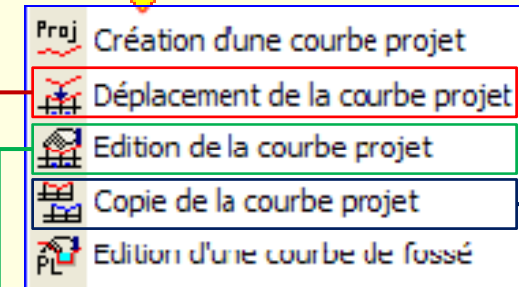 Proj Création d'une courbe projet
Déplacement de la courbe projet
Edition de la courbe projet
Copie de la courbe projet
PL Edition d'une courbe de fossé